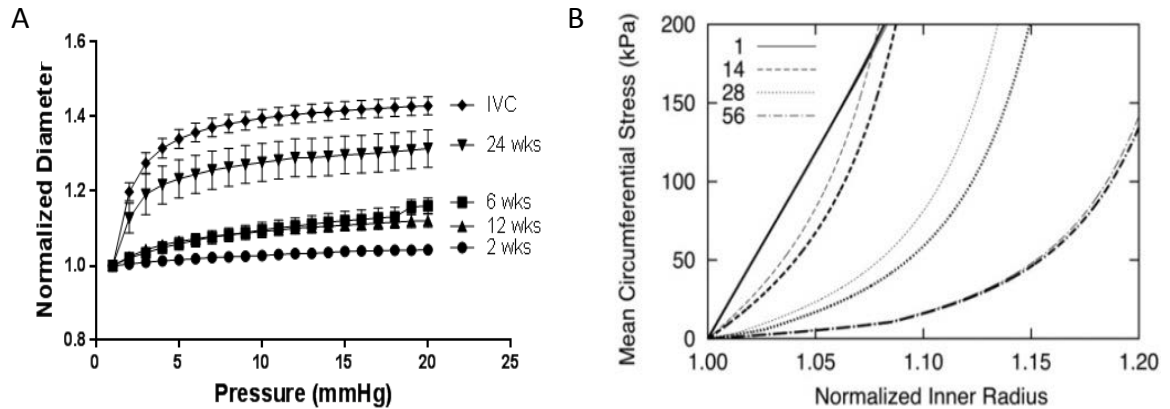 A
1.6
1.4
1.2
1.0
0.8
Normalized Diameter
0
5
10
15
20
25
Pressure (mmHg)
IVC
24 wks
6 wks
12 wks
2 wks
B
200
150
100
50
0
Mean Circumferential Stress (kPa)
1
14
28
56
1.00
1.05
1.10
1.15
1.20
Normalized Inner Radius